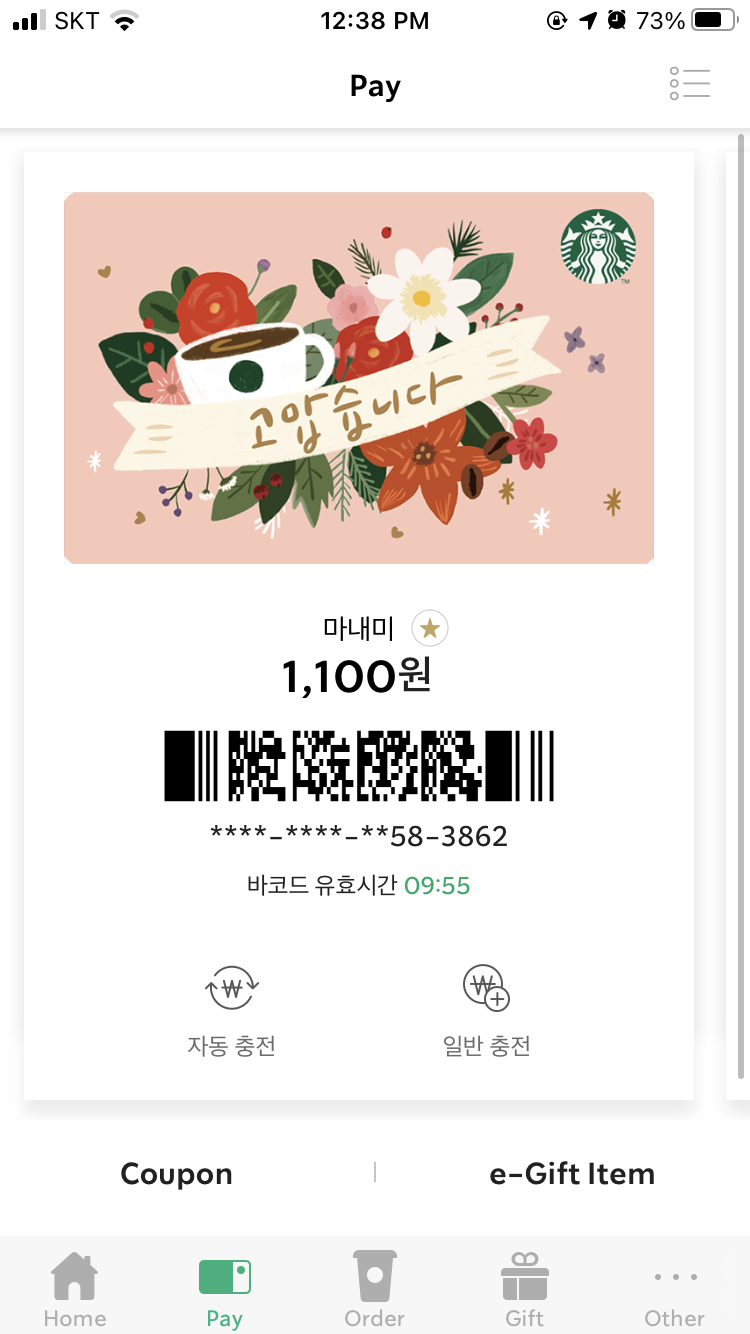 SKT 12:38 PM 73%
Pay
고맙습니다
TM
마내미
1,100원
****-****-**58-3862
바코드 유효시간 09:55
자동 충전 일반 충전
Coupon | e-Gift Item
Home Pay Order Gift Other